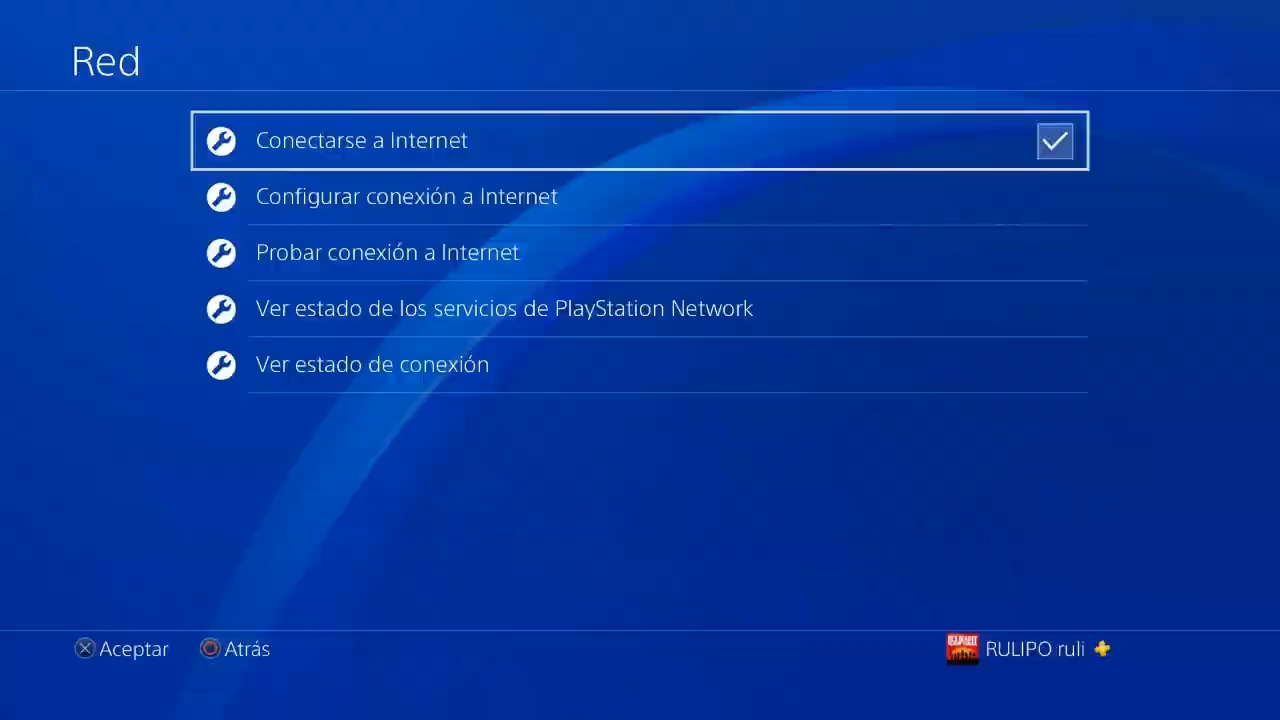 Red
Conectarse a Internet
Configurar conexión a Internet
Probar conexión a Internet
Ver estado de los servicios de PlayStation Network
Ver estado de conexión
Aceptar
Atrás
RULIPO ruli